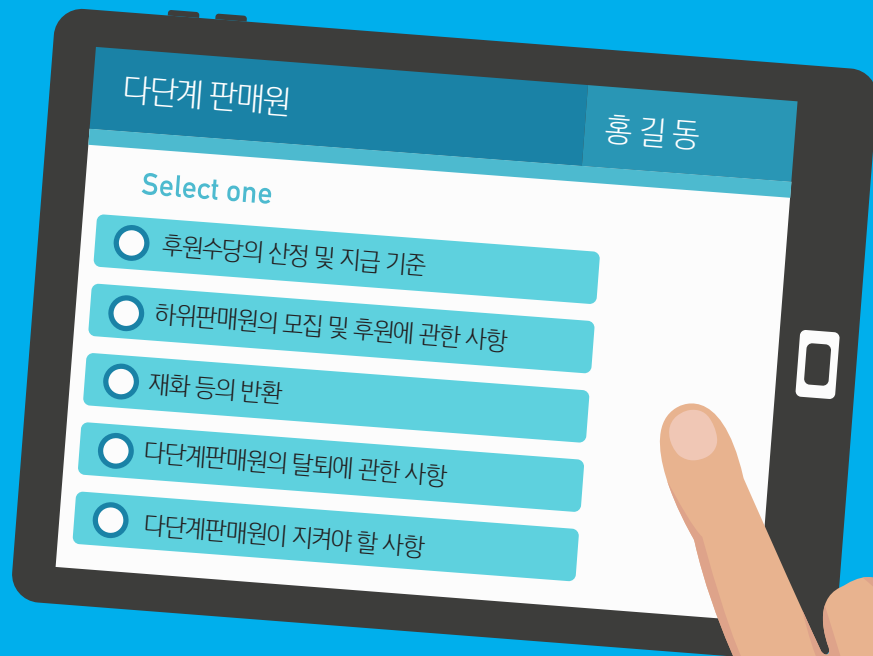 다단계 판매원
홍길동
Select one
후원수당의 산정 및 지급 기준
하위판매원의 모집 및 후원에 관한 사항
재화 등의 반환
다단계판매원의 탈퇴에 관한 사항
다단계판매원이 지켜야 할 사항